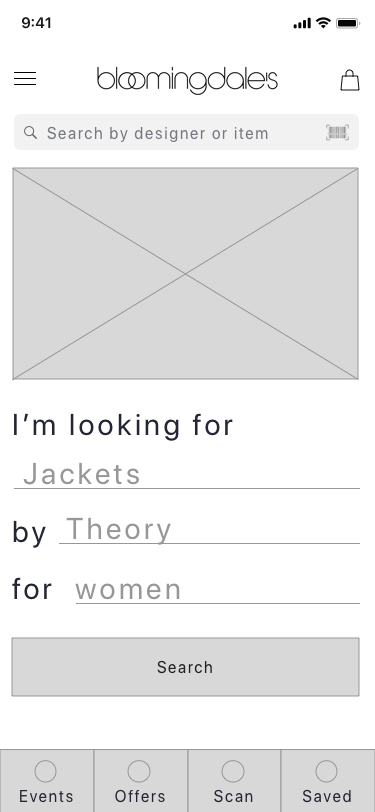 9:41
bloomingdale's
Search by designer or item
I'm looking for
Jackets
by Theory
for women
Search
Events Offers Scan Saved